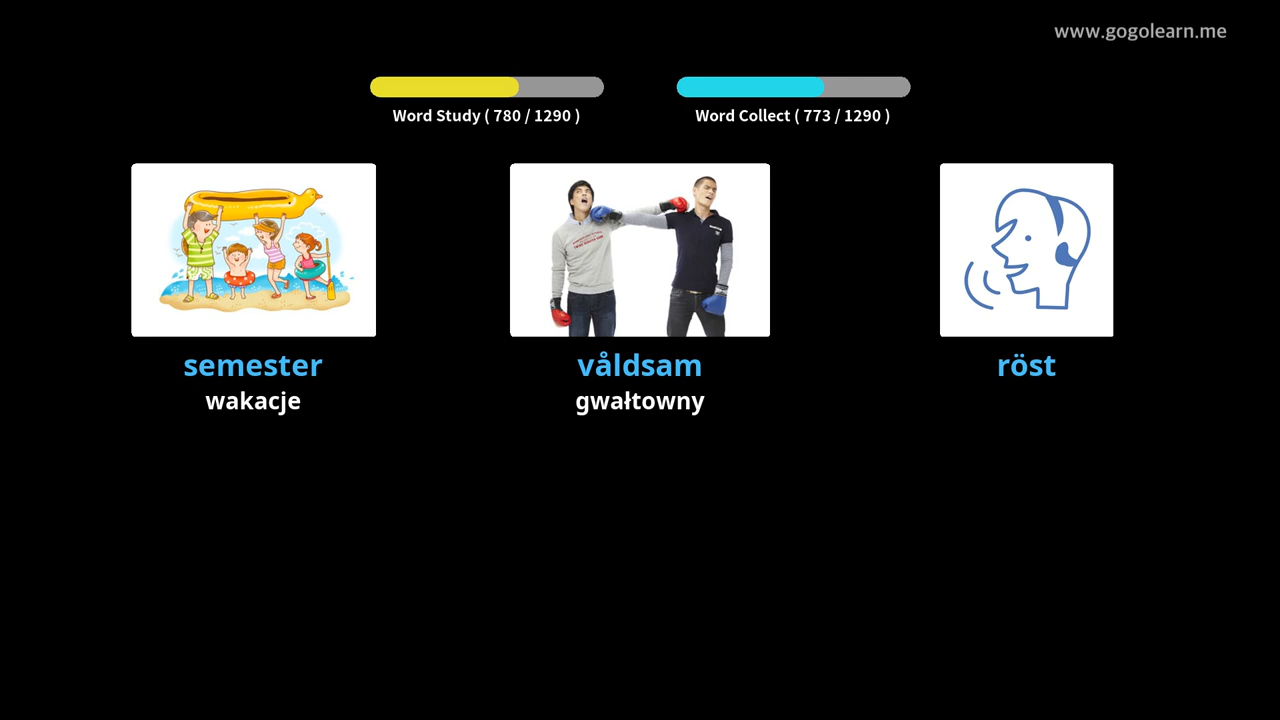 www.gogolearn.me
Word Study ( 780 / 1290 )
Word Collect ( 773 / 1290 )
semester
wakacje
våldsam
gwałtowny
röst